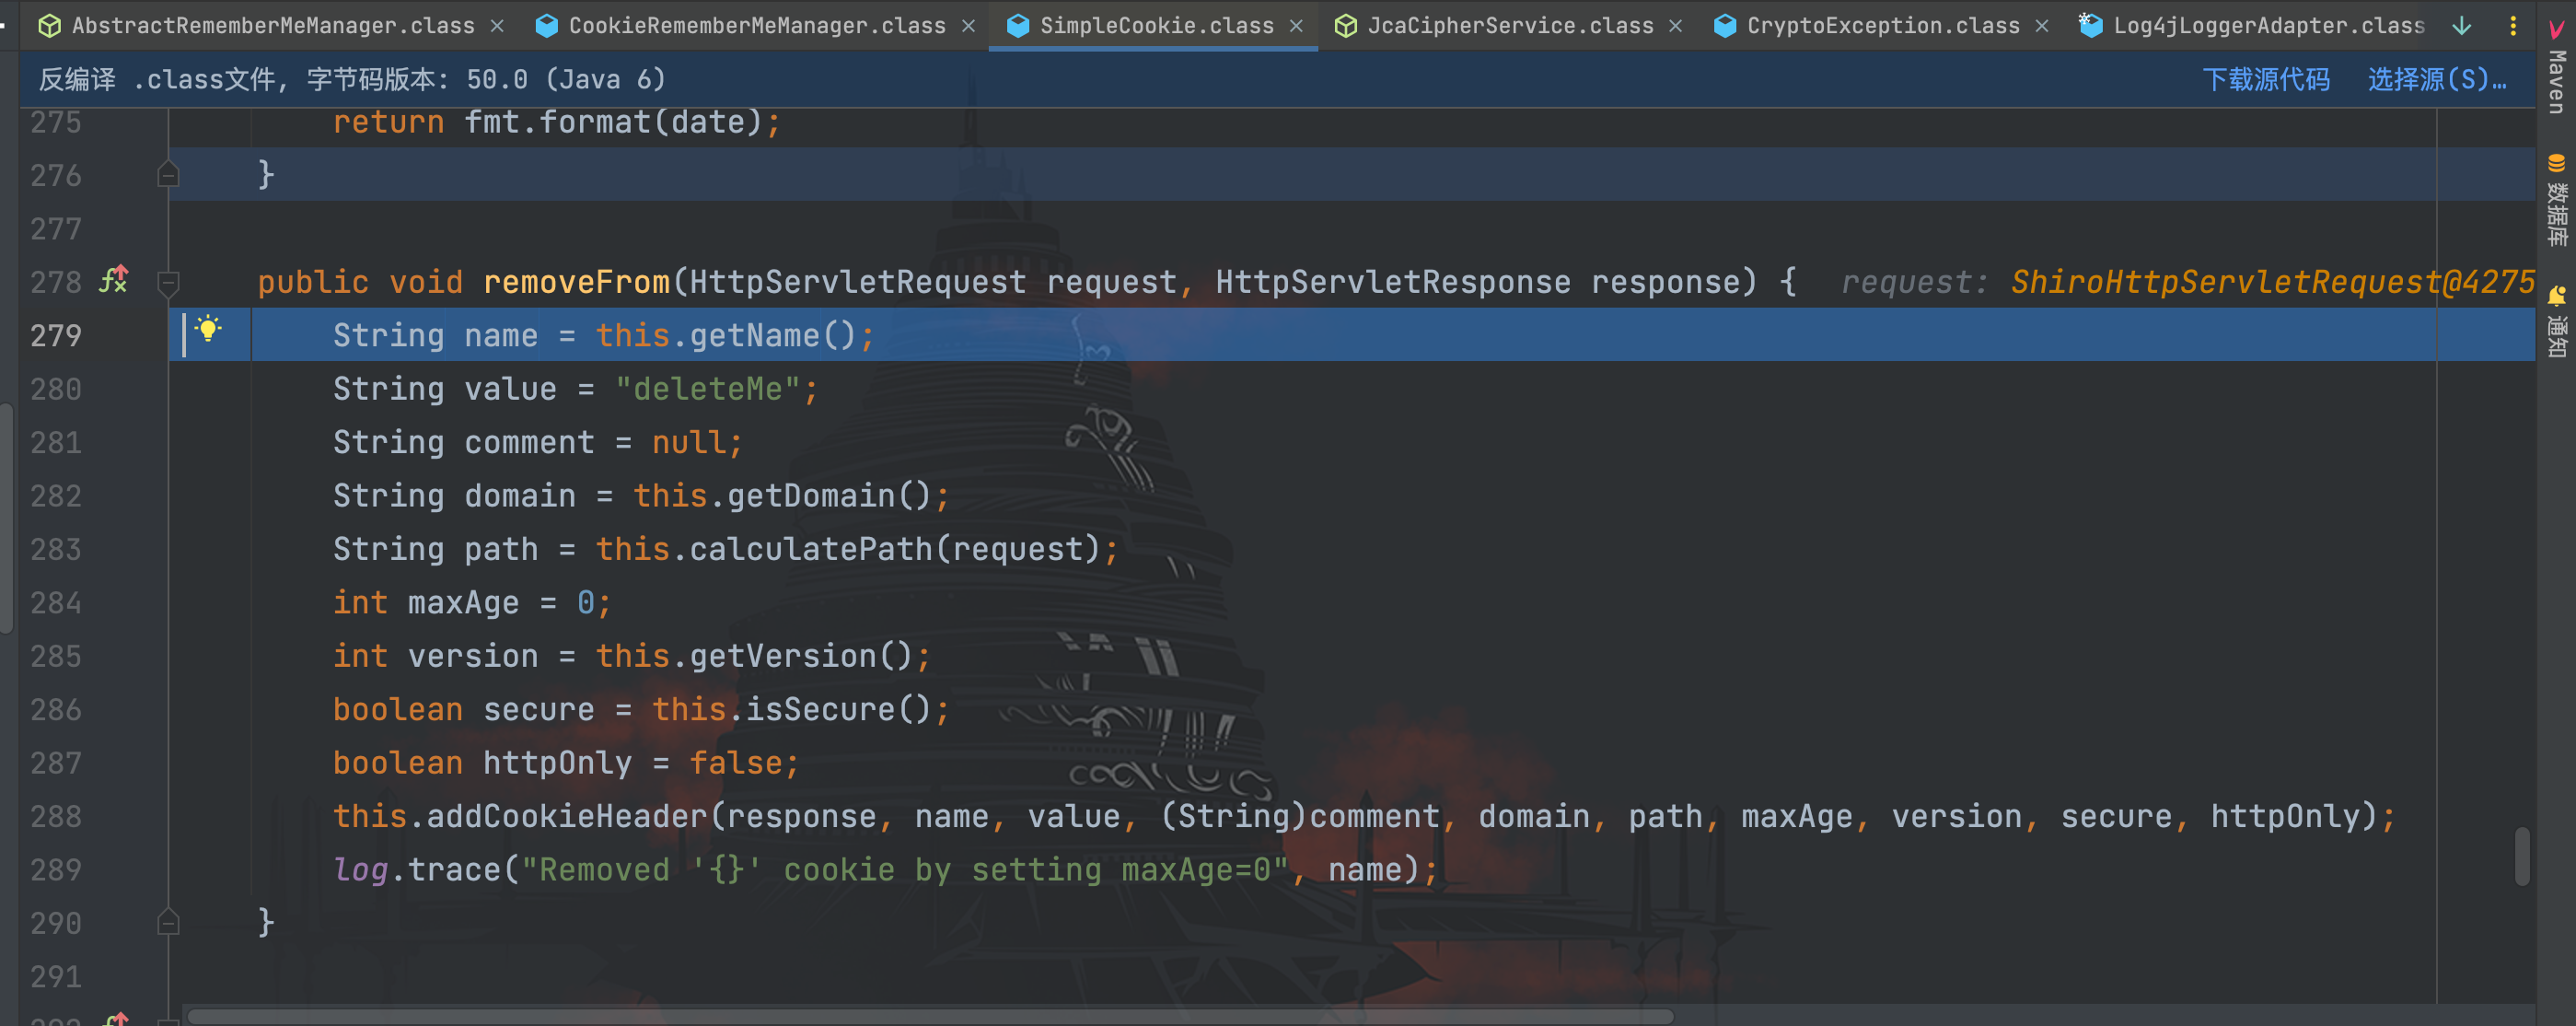 AbstractRememberMeManager.class CookieRememberMeManager.class SimpleCookie.class JcaCipherService.class CryptoException.class Log4jLoggerAdapter.class
反编译 .class文件, 字节码版本: 50.0 (Java 6) 下载源代码 选择源(S)…
275 return fmt.format(date);
276 }
277
278 public void removeFrom(HttpServletRequest request, HttpServletResponse response) { request: ShiroHttpServletRequest@4275
279 String name = this.getName();
280 String value = "deleteMe";
281 String comment = null;
282 String domain = this.getDomain();
283 String path = this.calculatePath(request);
284 int maxAge = 0;
285 int version = this.getVersion();
286 boolean secure = this.isSecure();
287 boolean httpOnly = false;
288 this.addCookieHeader(response, name, value, (String)comment, domain, path, maxAge, version, secure, httpOnly);
289 log.trace("Removed '{}' cookie by setting maxAge=0", name);
290 }
291
Maven
数据库
通知